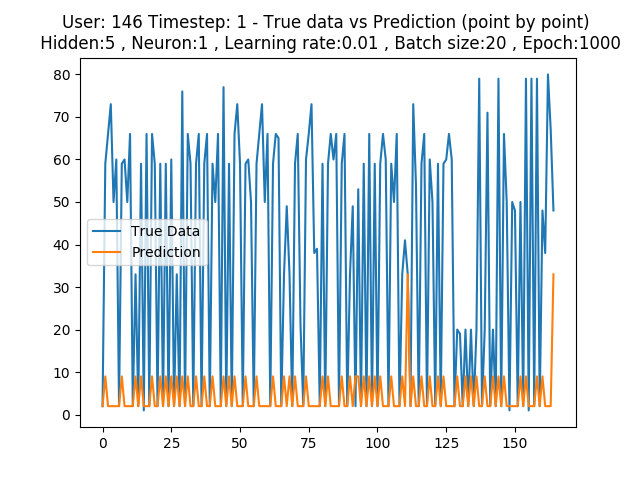 User: 146 Timestep: 1 - True data vs Prediction (point by point)
Hidden:5 , Neuron:1 , Learning rate:0.01 , Batch size:20 , Epoch:1000
80
70
60
50
40
30
20
10
0
True Data
Prediction
0 25 50 75 100 125 150